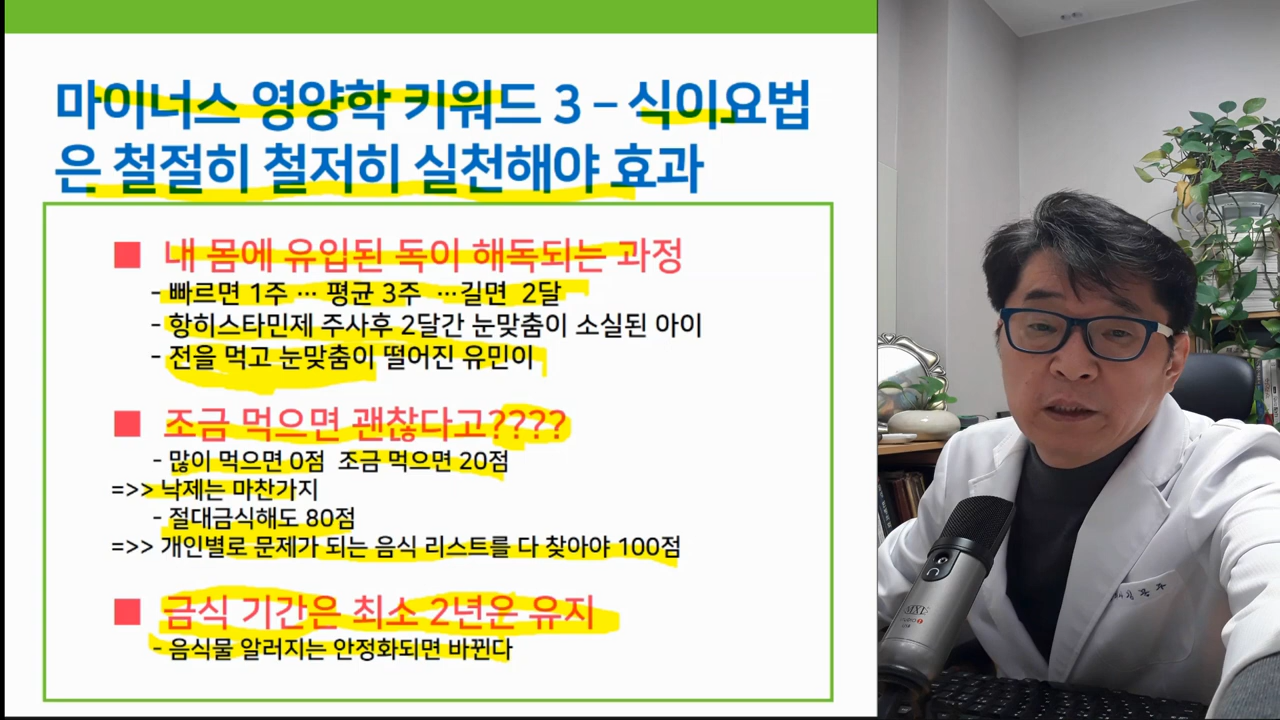 마이너스 영양학 키워드 3 – 식이요법
은 철절히 철저히 실천해야 효과
■ 내 몸에 유입된 독이 해독되는 과정
- 빠르면 1주 … 평균 3주 …길면 2달
- 항히스타민제 주사후 2달간 눈맞춤이 소실된 아이
- 전을 먹고 눈맞춤이 떨어진 유민이
■ 조금 먹으면 괜찮다고????
- 많이 먹으면 0점 조금 먹으면 20점
=>> 낙제는 마찬가지
- 절대금식해도 80점
=>> 개인별로 문제가 되는 음식 리스트를 다 찾아야 100점
■ 금식 기간은 최소 2년운 유지
- 음식물 알러지는 안정화되면 바뀐다
MXL